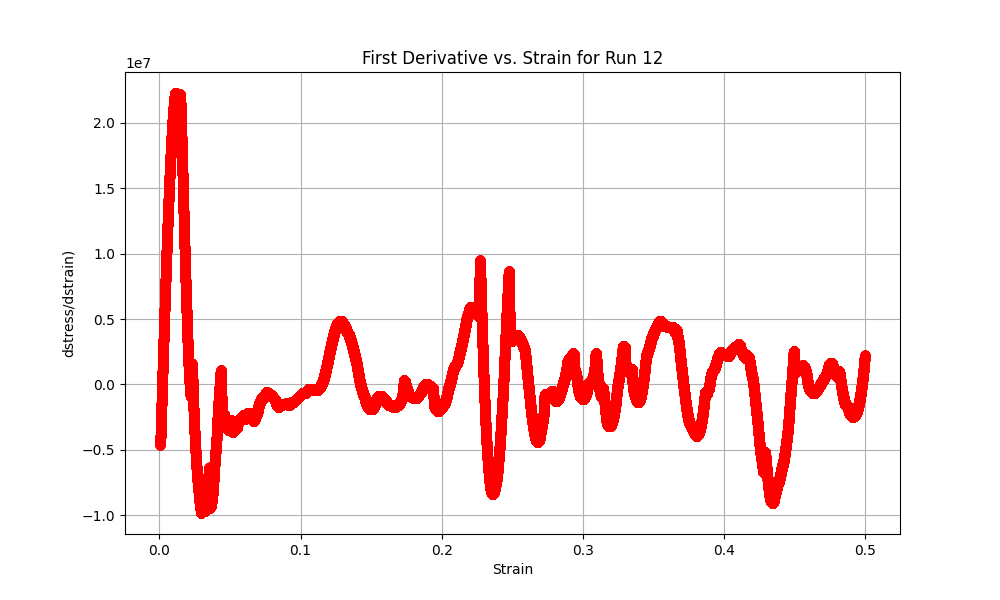 First Derivative vs. Strain for Run 12
1e7
2.0
1.5
1.0
0.5
0.0
−0.5
−1.0
dstress/dstrain)
0.0 0.1 0.2 0.3 0.4 0.5
Strain